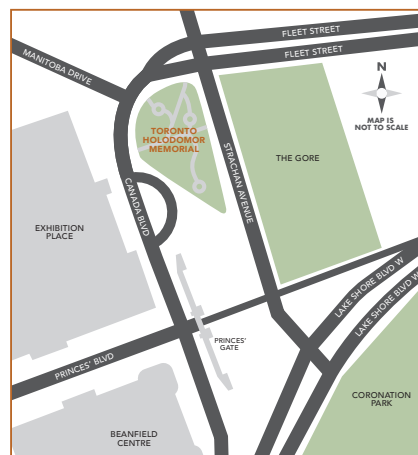 FLEET STREET
FLEET STREET
MANITOBA DRIVE
N
MAP IS
NOT TO SCALE
TORONTO
HOLODOMOR
MEMORIAL
THE GORE
STRACHAN AVENUE
CANADA BLVD
EXHIBITION
PLACE
LAKE SHORE BLVD W
LAKE SHORE BLVD W
PRINCES'
GATE
PRINCES' BLVD
CORONATION
PARK
BEANFIELD
CENTRE